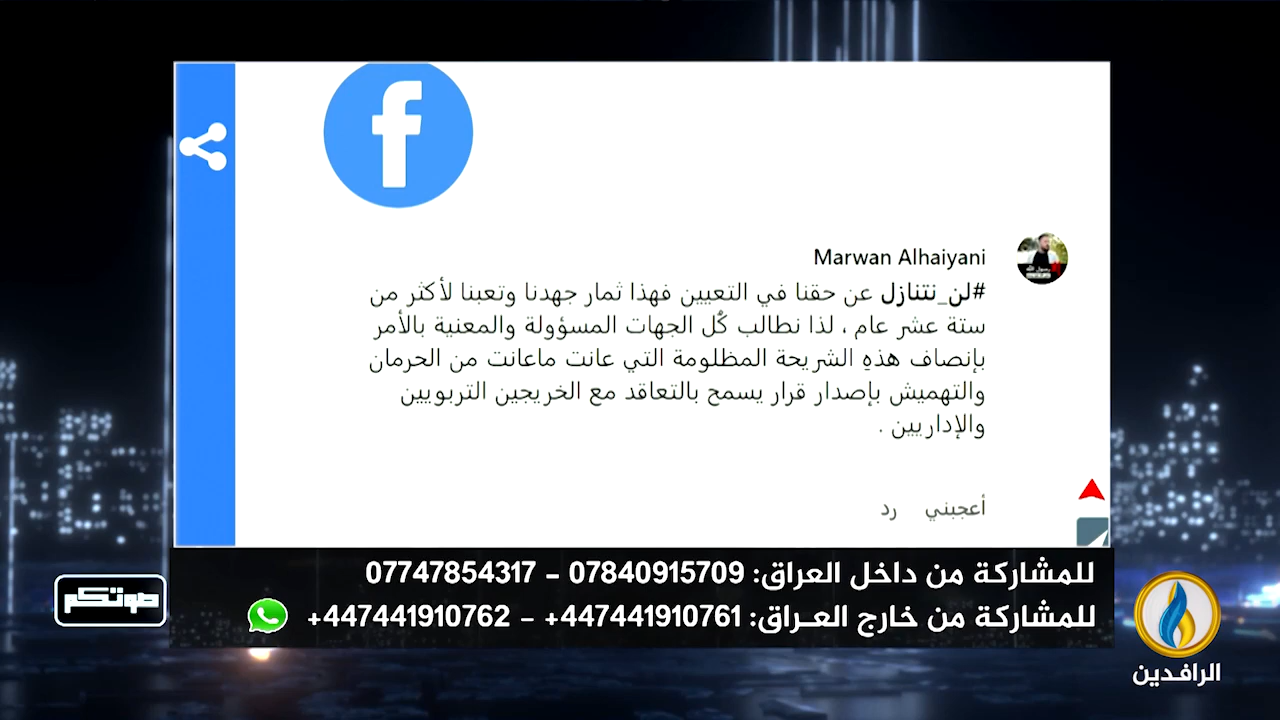 f
Marwan Alhaiyani
#لن_نتنازل عن حقنا في التعيين فهذا ثمار جهدنا وتعبنا لأكثر من
ستة عشر عام ، لذا نطالب كُل الجهات المسؤولة والمعنية بالأمر
بإنصاف هذهِ الشريحة المظلومة التي عانت ماعانت من الحرمان
والتهميش بإصدار قرار يسمح بالتعاقد مع الخريجين التربويين
والإداريين .
أعجبني رد
للمشاركة من داخل العراق: 07840915709 - 07747854317
للمشاركة من خارج العـراق: 447441910761+ - 447441910762+
صوتكم
الرافدين